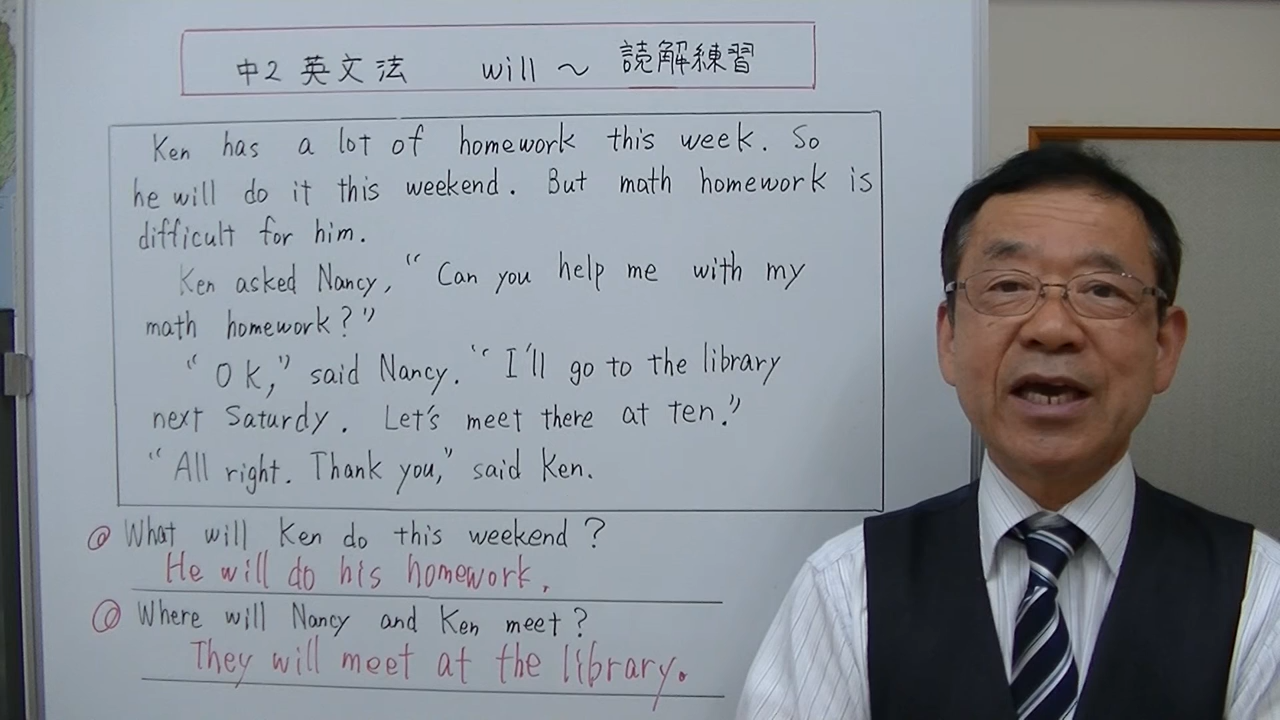 中2 英文法 will ～ 読解練習
Ken has a lot of homework this week. So
he will do it this weekend. But math homework is
difficult for him.
Ken asked Nancy, “Can you help me with my
math homework?”
“OK,” said Nancy. “I'll go to the library
next Saturdy. Let's meet there at ten.”
“All right. Thank you,” said Ken.
What will Ken do this weekend?
He will do his homework.
Where will Nancy and Ken meet?
They will meet at the library.